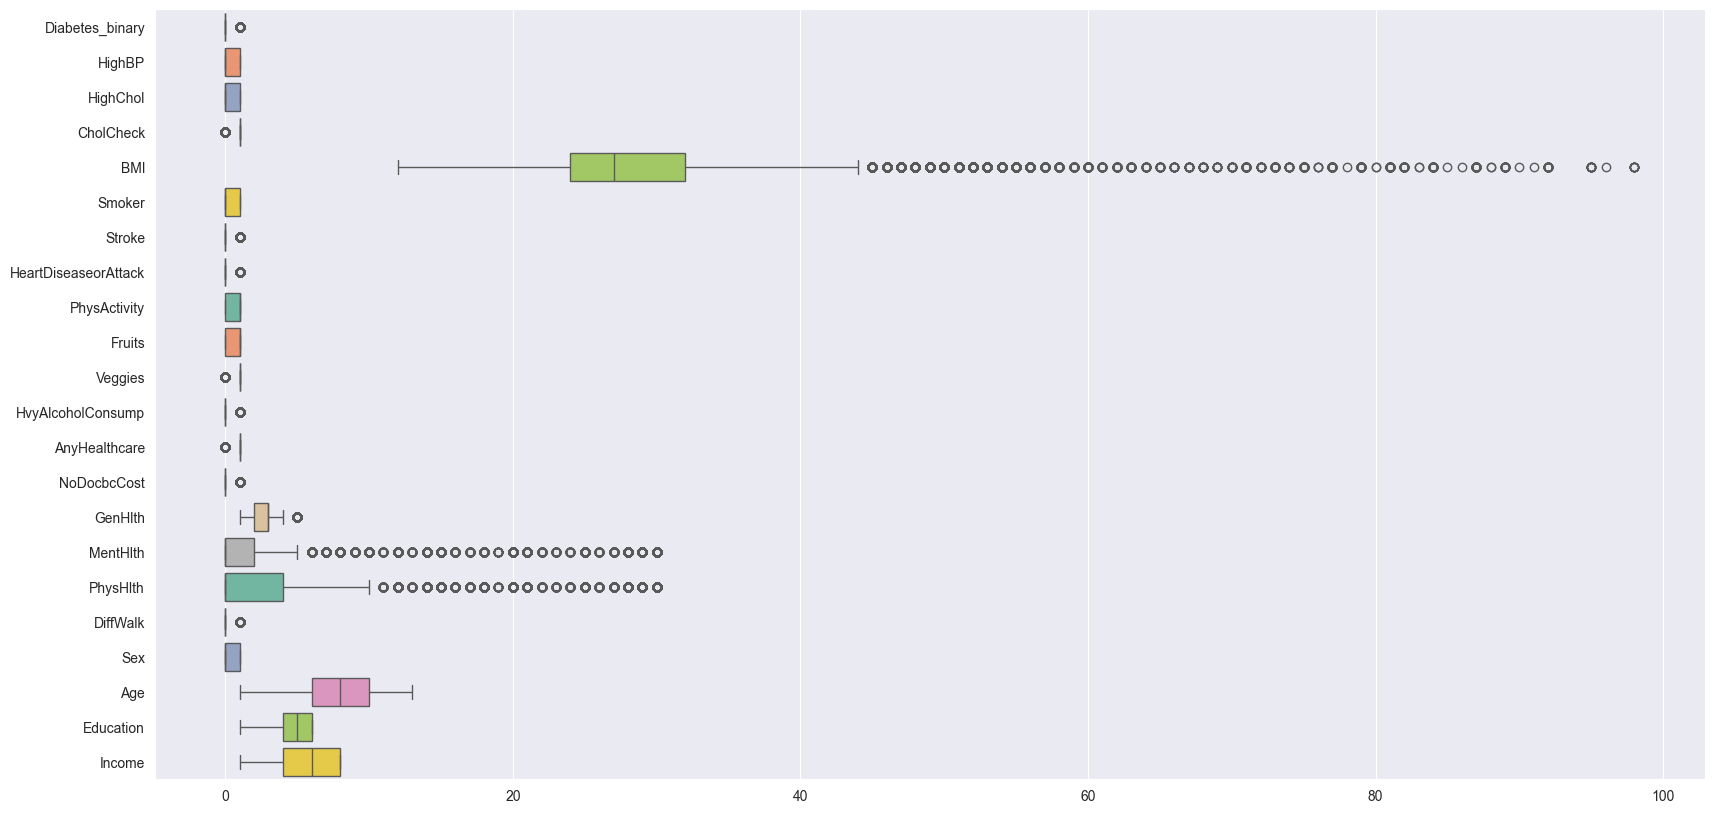 Diabetes_binary
HighBP
HighChol
CholCheck
BMI
Smoker
Stroke
HeartDiseaseorAttack
PhysActivity
Fruits
Veggies
HvyAlcoholConsump
AnyHealthcare
NoDocbcCost
GenHlth
MentHlth
PhysHlth
DiffWalk
Sex
Age
Education
Income
0 20 40 60 80 100